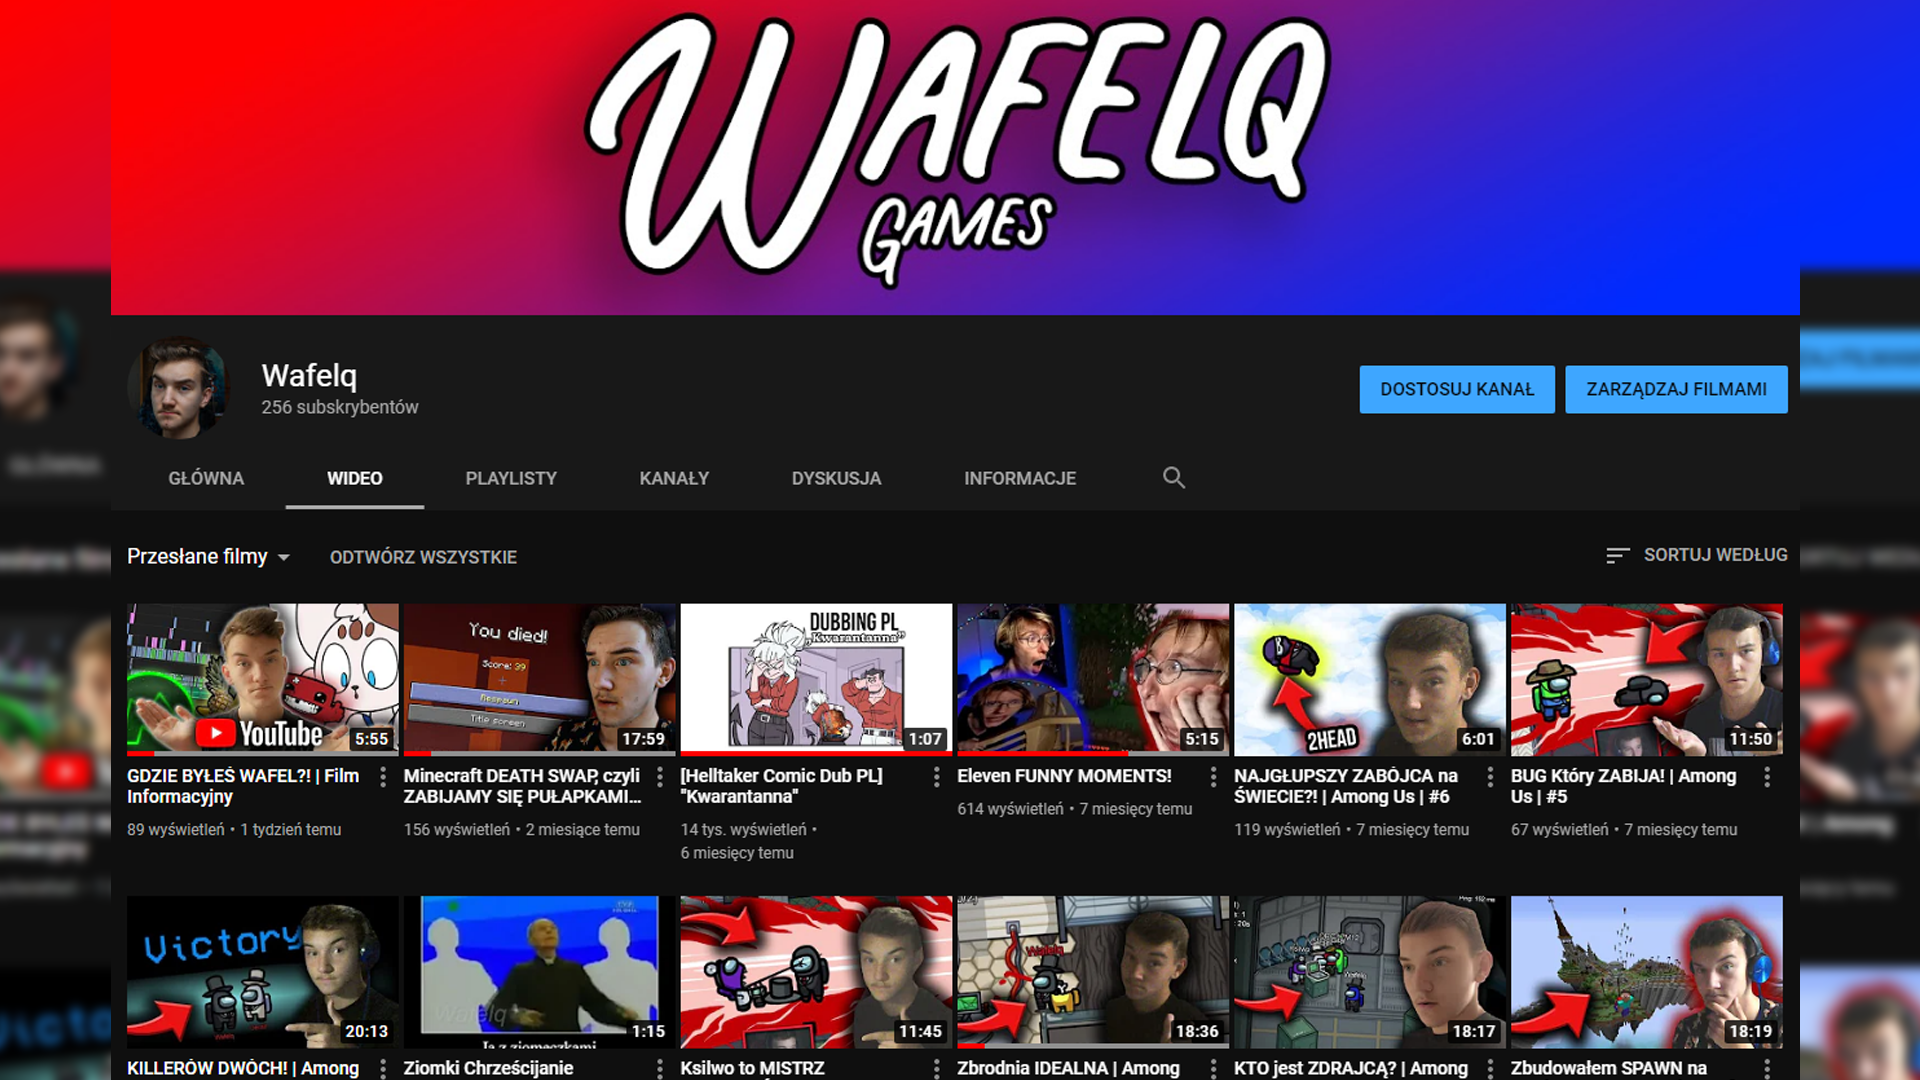 WAFELQ
GAMES
Wafelq
256 subskrybentów
DOSTOSUJ KANAŁ
ZARZĄDZAJ FILMAMI
GŁÓWNA
WIDEO
PLAYLISTY
KANAŁY
DYSKUSJA
INFORMACJE
Przesłane filmy
ODTWÓRZ WSZYSTKIE
SORTUJ WEDŁUG
YouTube
5:55
You died!
Score: 39
Respawn
Title screen
17:59
DUBBING PL
"Kwarantanna"
1:07
5:15
2HEAD
6:01
11:50
GDZIE BYŁEŚ WAFEL?! | Film
Informacyjny
89 wyświetleń • 1 tydzień temu
Minecraft DEATH SWAP, czyli
ZABIJAMY SIĘ PUŁAPKAMI...
156 wyświetleń • 2 miesiące temu
[Helltaker Comic Dub PL]
"Kwarantanna"
14 tys. wyświetleń •
6 miesięcy temu
Eleven FUNNY MOMENTS!
614 wyświetleń • 7 miesięcy temu
NAJGŁUPSZY ZABÓJCA na
ŚWIECIE?! | Among Us | #6
119 wyświetleń • 7 miesięcy temu
BUG Który ZABIJA! | Among
Us | #5
67 wyświetleń • 7 miesięcy temu
Victory
20:13
Wafelq
Ja z ziomeczkami
1:15
11:45
Wafelq
18:36
Wafelq
18:17
18:19
KILLERÓW DWÓCH! | Among
Ziomki Chrześcijanie
Ksilwo to MISTRZ
Zbrodnia IDEALNA | Among
KTO jest ZDRAJCĄ? | Among
Zbudowałem SPAWN na